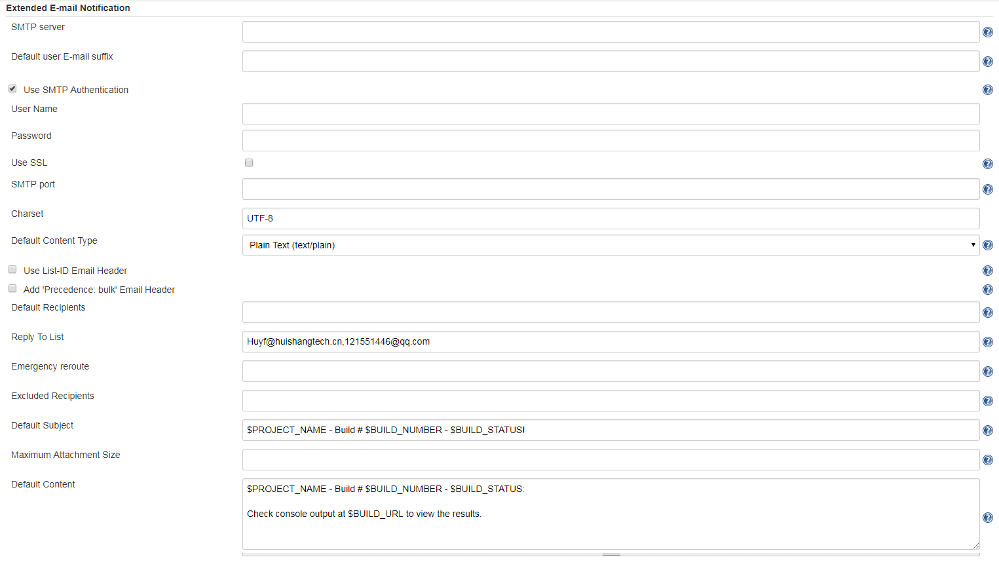 Extended E-mail Notification
SMTP server
Default user E-mail suffix
Use SMTP Authentication
User Name
Password
Use SSL
SMTP port
Charset
UTF-8
Default Content Type
Plain Text (text/plain)
Use List-ID Email Header
Add 'Precedence: bulk' Email Header
Default Recipients
Reply To List
Huyf@huishangtech.cn,121551446@qq.com
Emergency reroute
Excluded Recipients
Default Subject
$PROJECT_NAME - Build # $BUILD_NUMBER - $BUILD_STATUS!
Maximum Attachment Size
Default Content
$PROJECT_NAME - Build # $BUILD_NUMBER - $BUILD_STATUS:
Check console output at $BUILD_URL to view the results.